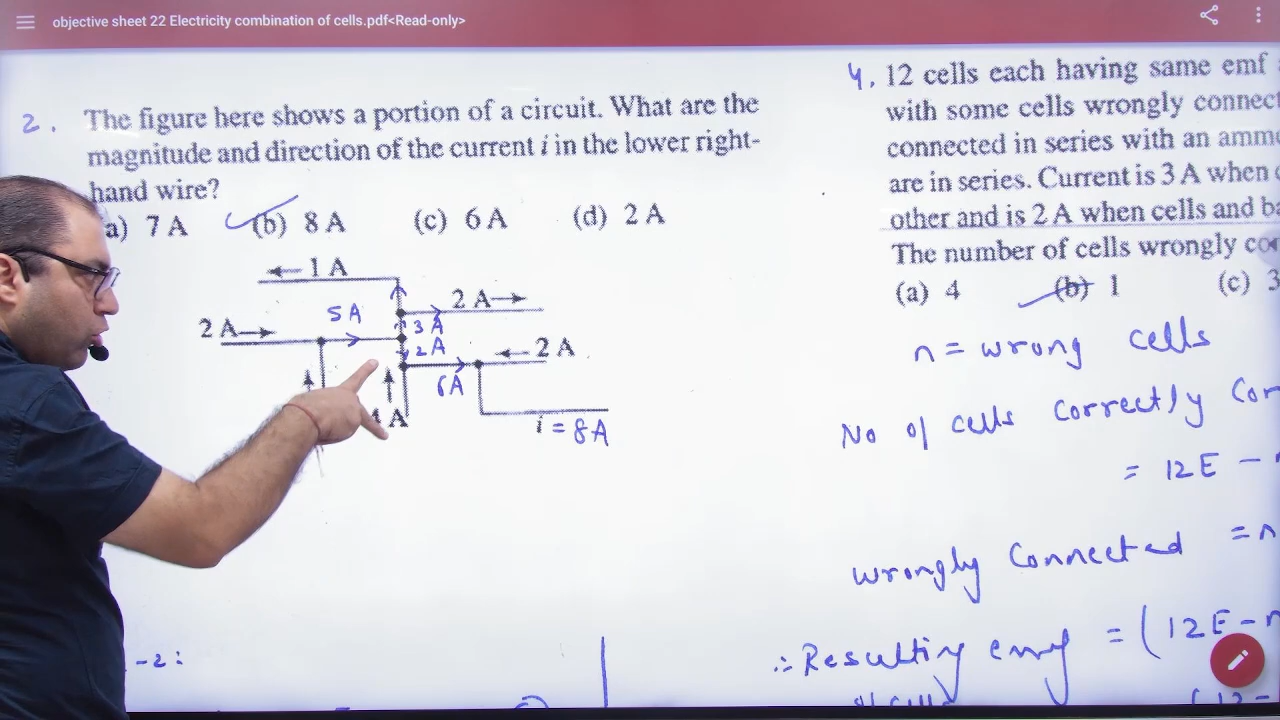 objective sheet 22 Electricity combination of cells.pdf<Read-only>
2. The figure here shows a portion of a circuit. What are the
magnitude and direction of the current i in the lower right-
hand wire?
a) 7 A (b) 8 A (c) 6 A (d) 2 A
1 A
2 A
5 A
2 A
3 A
2 A
2 A
6 A
A
i = 8 A
-2:
4. 12 cells each having same emf
with some cells wrongly connect
connected in series with an amm
are in series. Current is 3 A when
other and is 2 A when cells and b
The number of cells wrongly co
(a) 4 (b) 1 (c) 3
n = wrong cells
No of cells correctly Con
= 12E -
wrongly Connected = n
∴ Resulting emf = (12E - n